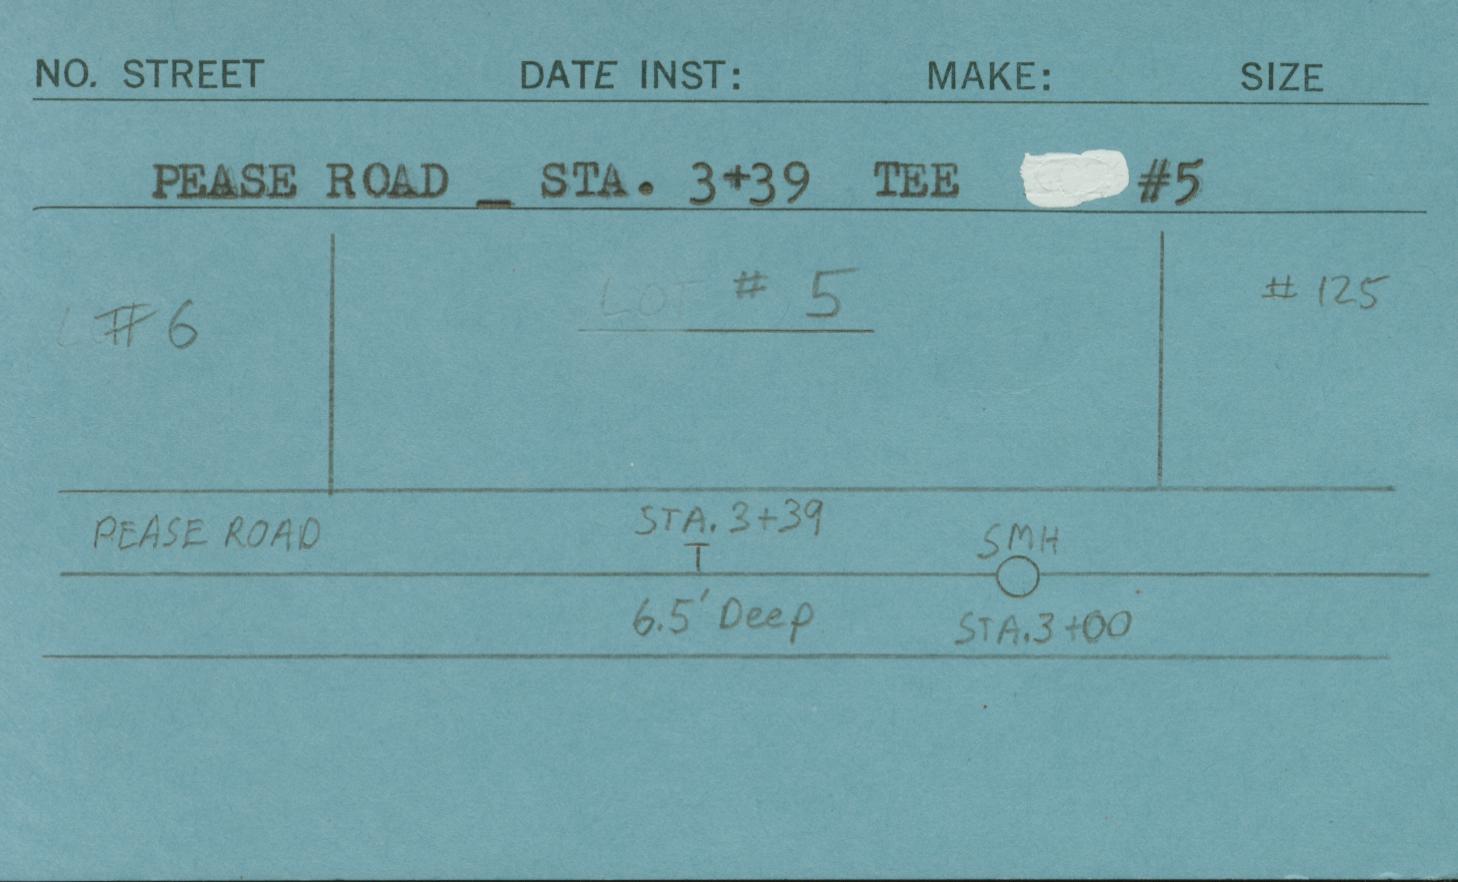 NO. STREET DATE INST: MAKE: SIZE
PEASE ROAD _ STA. 3+39 TEE #5
LOT # 5
# 125
# 6
PEASE ROAD
STA. 3+39
T
SMH
6.5' Deep
STA. 3+00